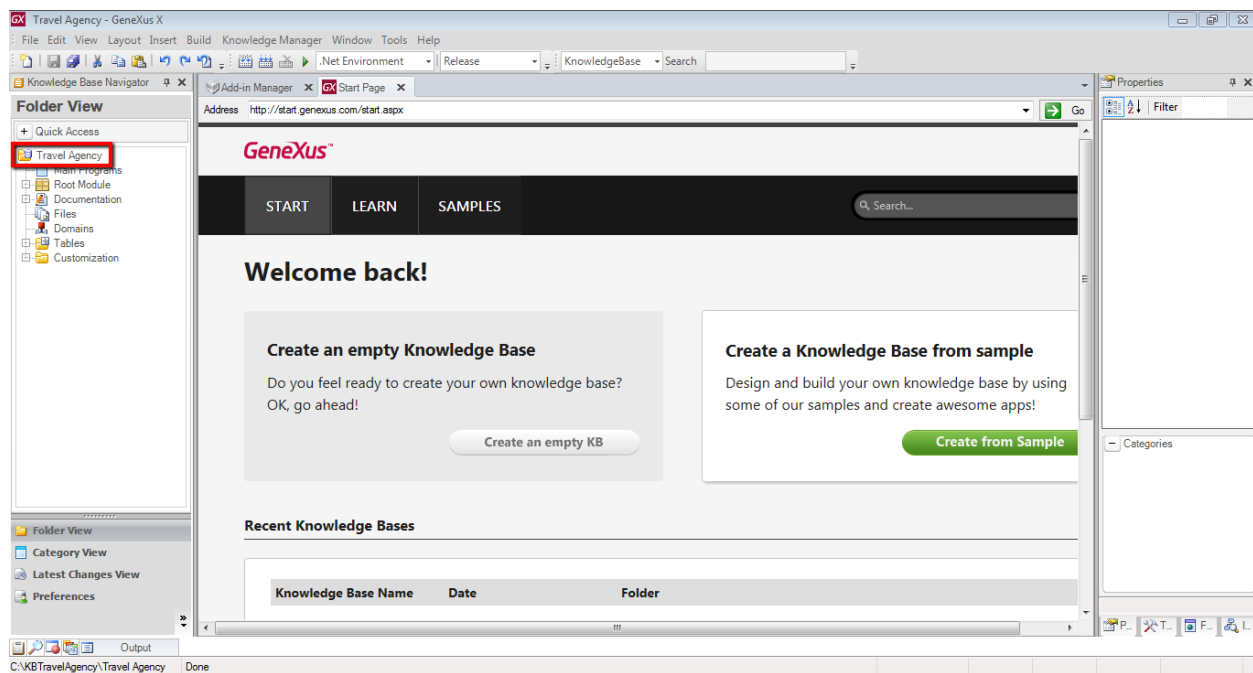 GX Travel Agency - GeneXus X
File Edit View Layout Insert Build Knowledge Manager Window Tools Help
.Net Environment Release KnowledgeBase Search
Knowledge Base Navigator
Folder View
+ Quick Access
Travel Agency
Main Programs
Root Module
Documentation
Files
Domains
Tables
Customization
Folder View
Category View
Latest Changes View
Preferences
Add-in Manager GX Start Page
Address http://start.genexus.com/start.aspx Go
GeneXus™
START LEARN SAMPLES Search...
Welcome back!
Create an empty Knowledge Base
Do you feel ready to create your own knowledge base?
OK, go ahead!
Create an empty KB
Create a Knowledge Base from sample
Design and build your own knowledge base by using
some of our samples and create awesome apps!
Create from Sample
Recent Knowledge Bases
Knowledge Base Name Date Folder
Properties
Filter
Categories
P... T... F... L
Output
C:\KBTravelAgency\Travel Agency Done